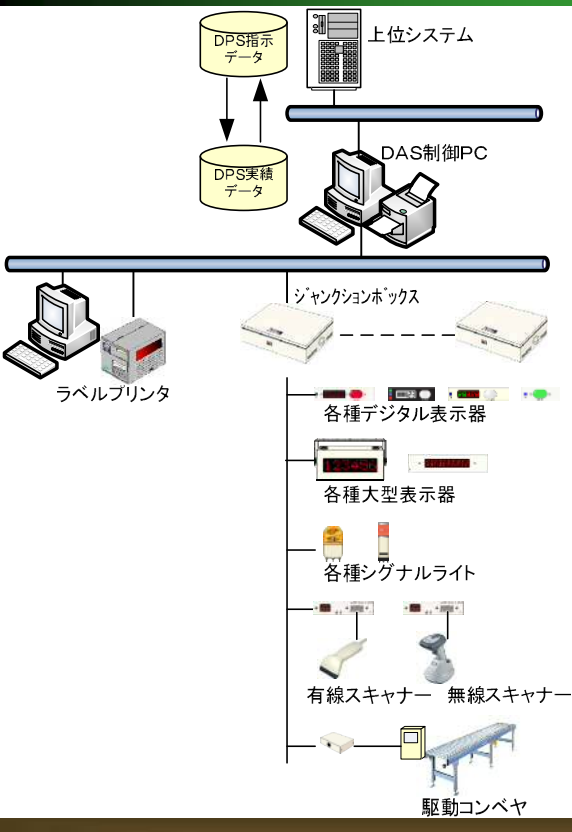 DPS指示
データ
上位システム
DPS実績
データ
DAS制御PC
ジャンクションボックス
ラベルプリンタ
各種デジタル表示器
各種大型表示器
各種シグナルライト
有線スキャナー 無線スキャナー
駆動コンベヤ